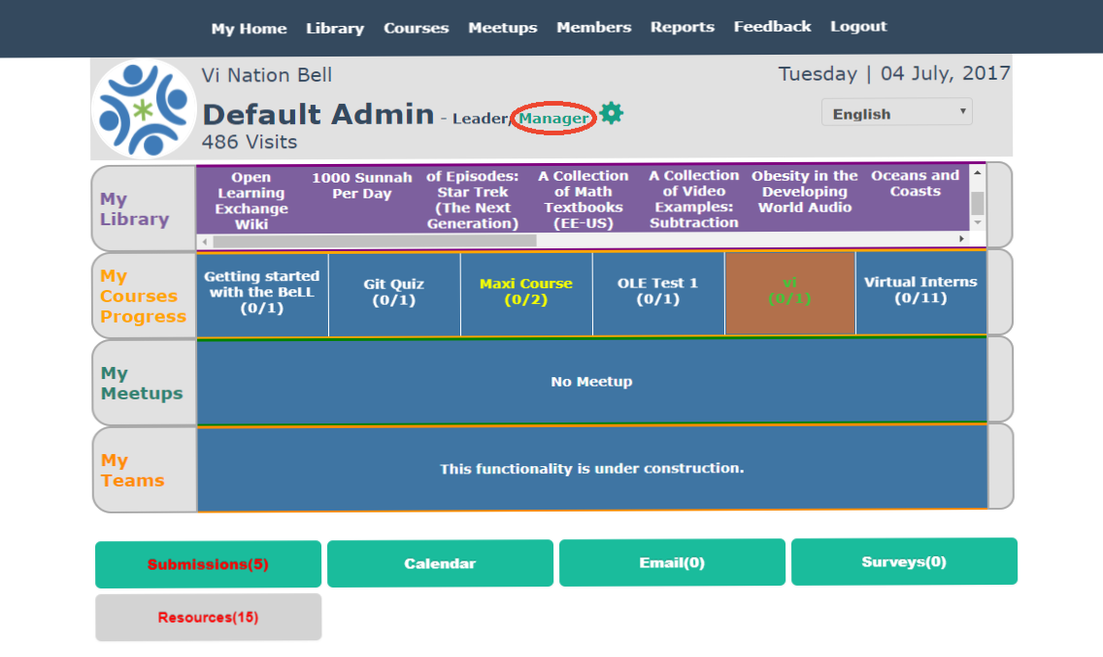 My Home Library Courses Meetups Members Reports Feedback Logout
Vi Nation Bell
Tuesday | 04 July, 2017
Default Admin - Leader, Manager
English
486 Visits
My
Library
Open
Learning
Exchange
Wiki
1000 Sunnah
Per Day
of Episodes:
Star Trek
(The Next
Generation)
A Collection
of Math
Textbooks
(EE-US)
A Collection
of Video
Examples:
Subtraction
Obesity in the
Developing
World Audio
Oceans and
Coasts
My
Courses
Progress
Getting started
with the BeLL
(0/1)
Git Quiz
(0/1)
Maxi Course
(0/2)
OLE Test 1
(0/1)
vi
(0/1)
Virtual Interns
(0/11)
My
Meetups
No Meetup
My
Teams
This functionality is under construction.
Submissions(5)
Calendar
Email(0)
Surveys(0)
Resources(15)